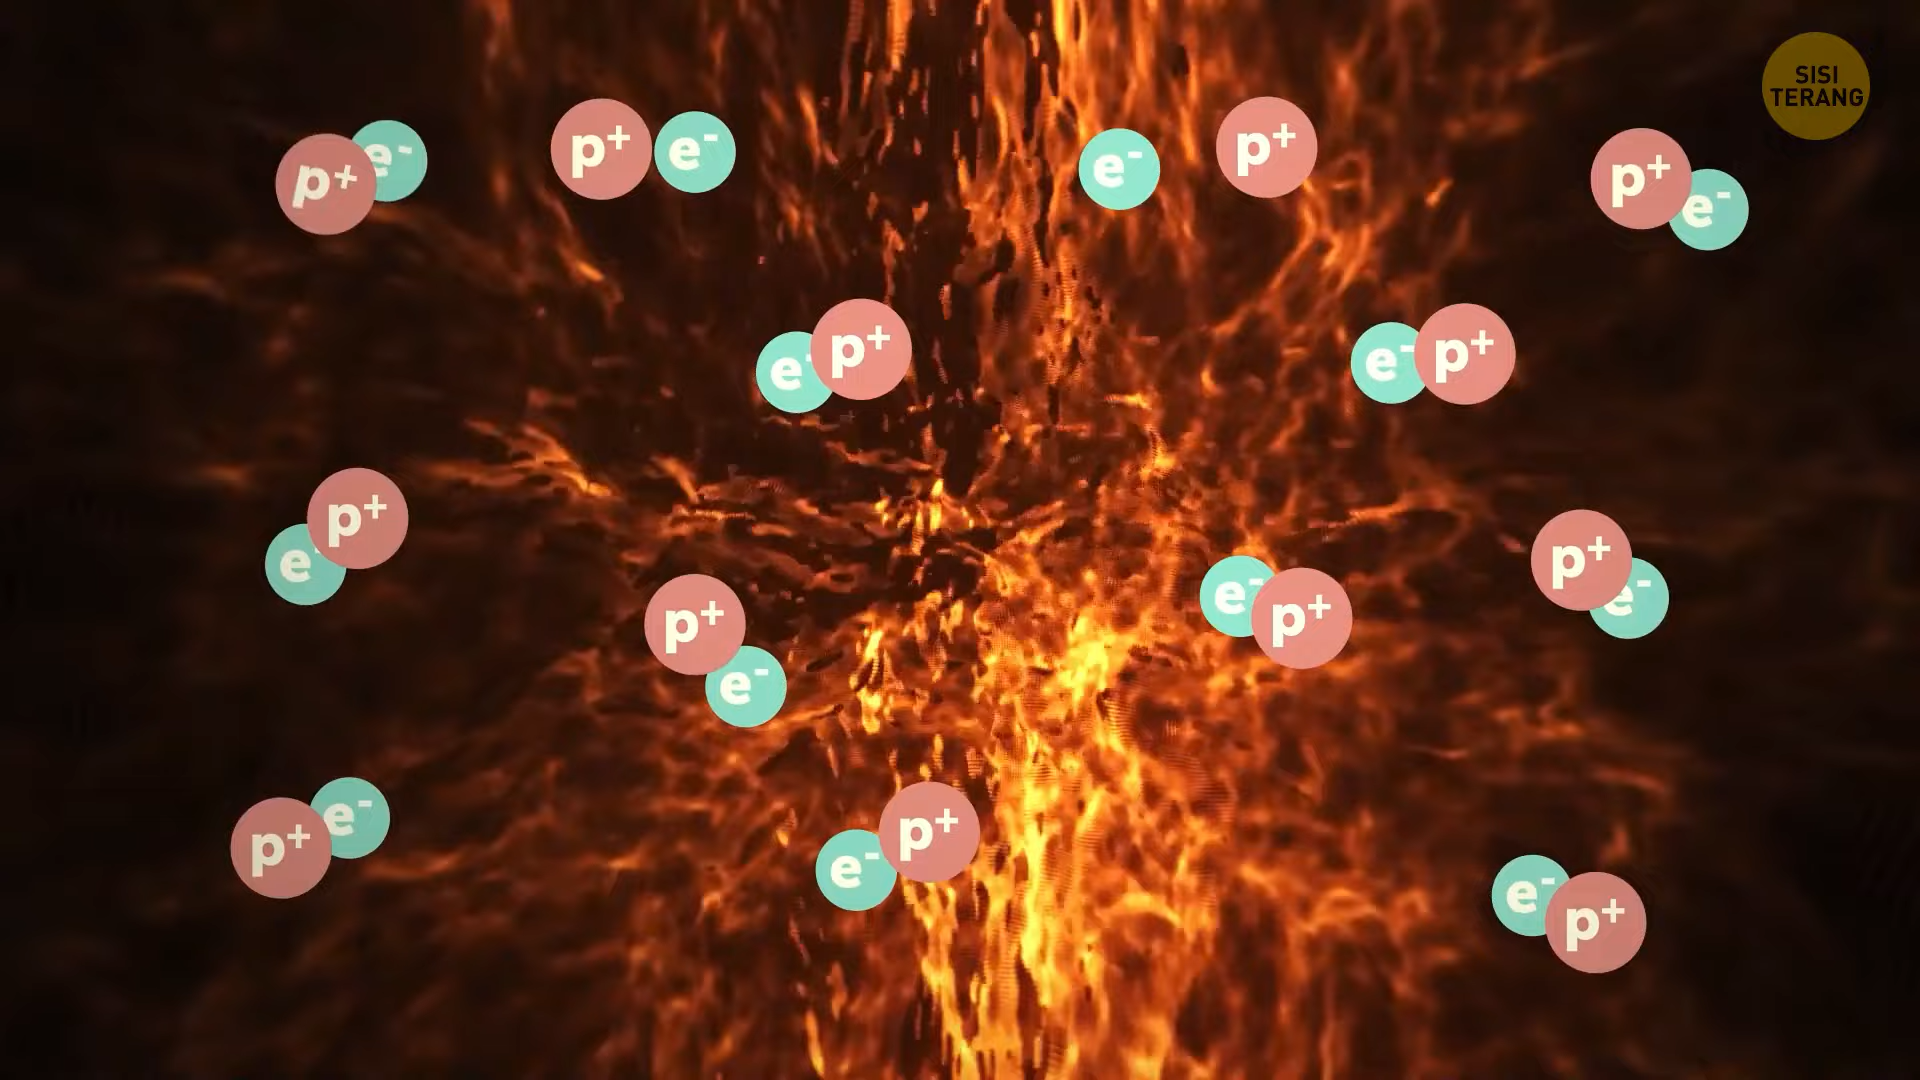 SISI
TERANG
p⁺ e⁻
p⁺ e⁻
e⁻ p⁺
p⁺ e⁻
e⁻ p⁺
e⁻ p⁺
p⁺
e⁻
p⁺
e⁻
e⁻ p⁺
p⁺
e⁻
p⁺ e⁻
e⁻ p⁺
e⁻ p⁺